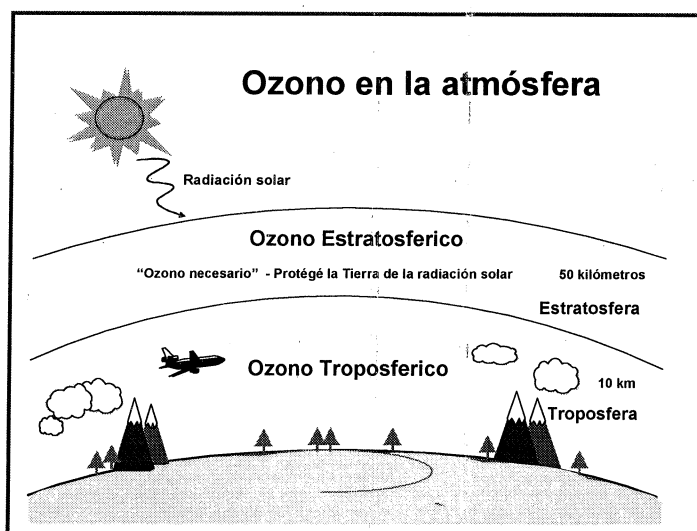 Ozono en la atmósfera
Radiación solar
Ozono Estratosferico
“Ozono necesario” - Protégé la Tierra de la radiación solar 50 kilómetros
Estratosfera
Ozono Troposferico
10 km
Troposfera